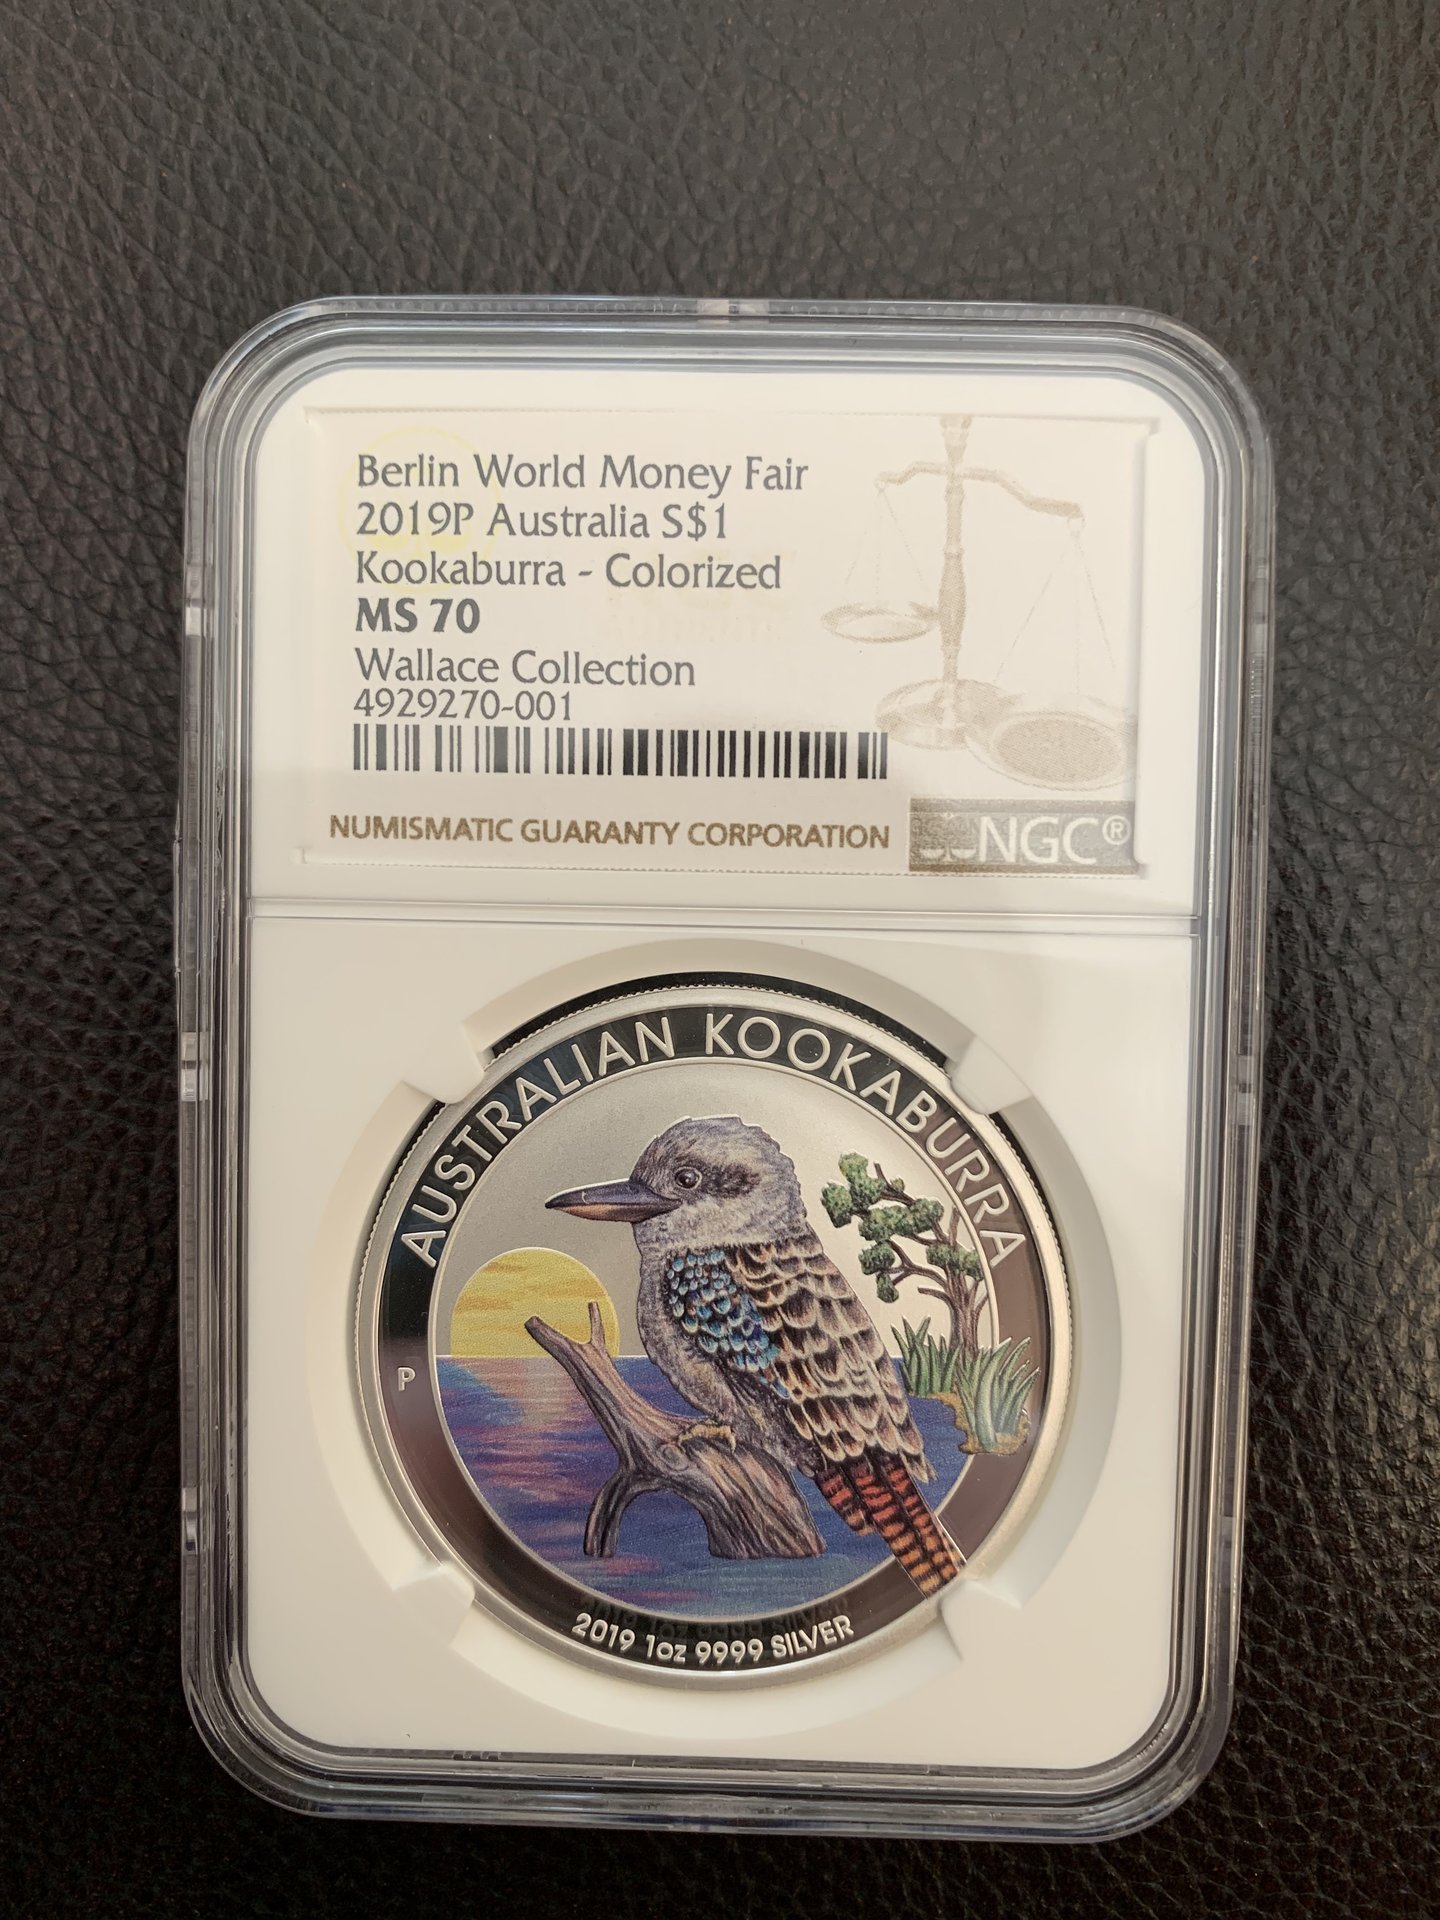 Berlin World Money Fair
2019P Australia S$1
Kookaburra - Colorized
MS 70
Wallace Collection
4929270-001
NUMISMATIC GUARANTY CORPORATION
NGC®
AUSTRALIAN KOOKABURRA
P
2019 1oz 9999 SILVER